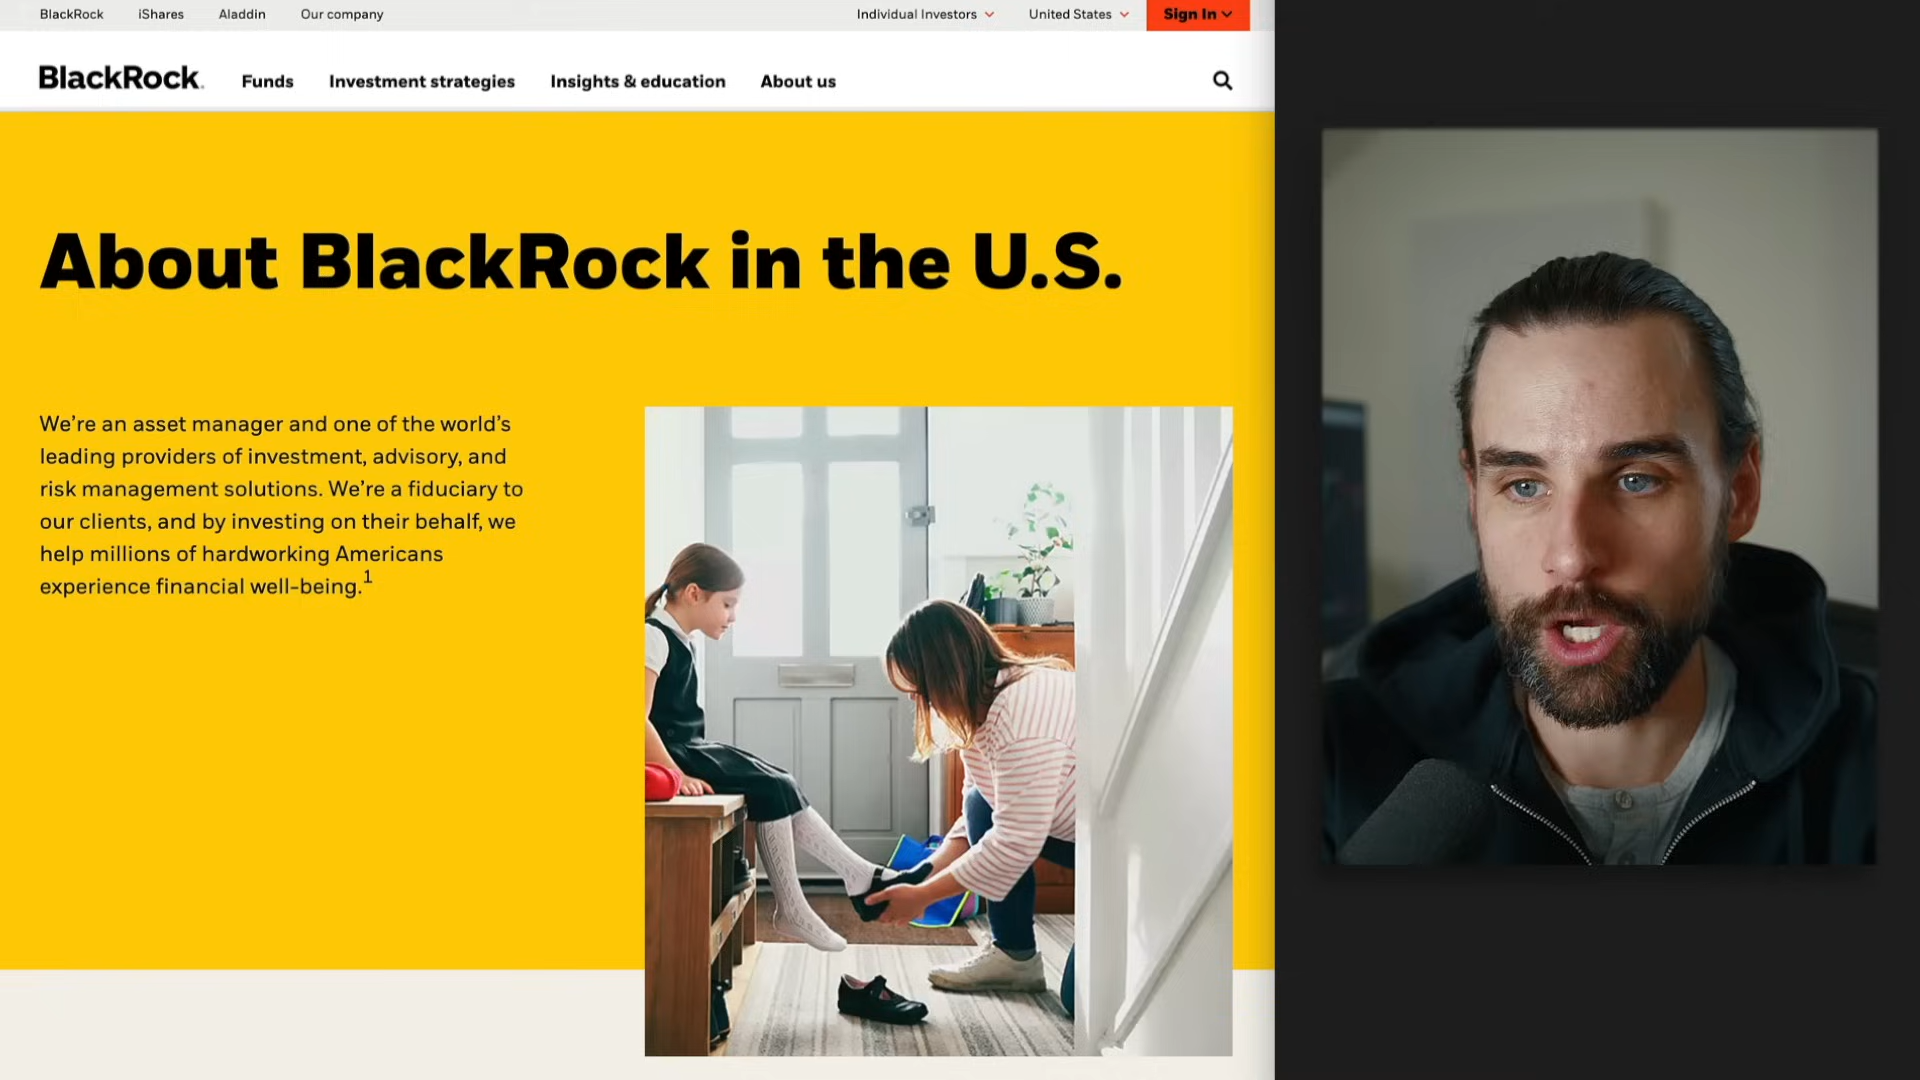 BlackRock iShares Aladdin Our company Individual Investors United States Sign In
BlackRock. Funds Investment strategies Insights & education About us
About BlackRock in the U.S.
We're an asset manager and one of the world's
leading providers of investment, advisory, and
risk management solutions. We're a fiduciary to
our clients, and by investing on their behalf, we
help millions of hardworking Americans
experience financial well-being.1